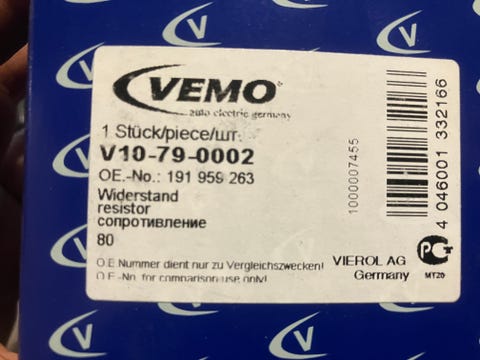 VEMO
auto electric germany
1 Stück/piece/шт.
V10-79-0002
OE.-No.: 191 959 263
Widerstand
resistor
сопротивление
80
O.E.Nummer dient nur zu Vergleichszwecken!
O.E.-No. for comparison use only!
1000007455
4 046001 332166
VIEROL AG
Germany
МТ20